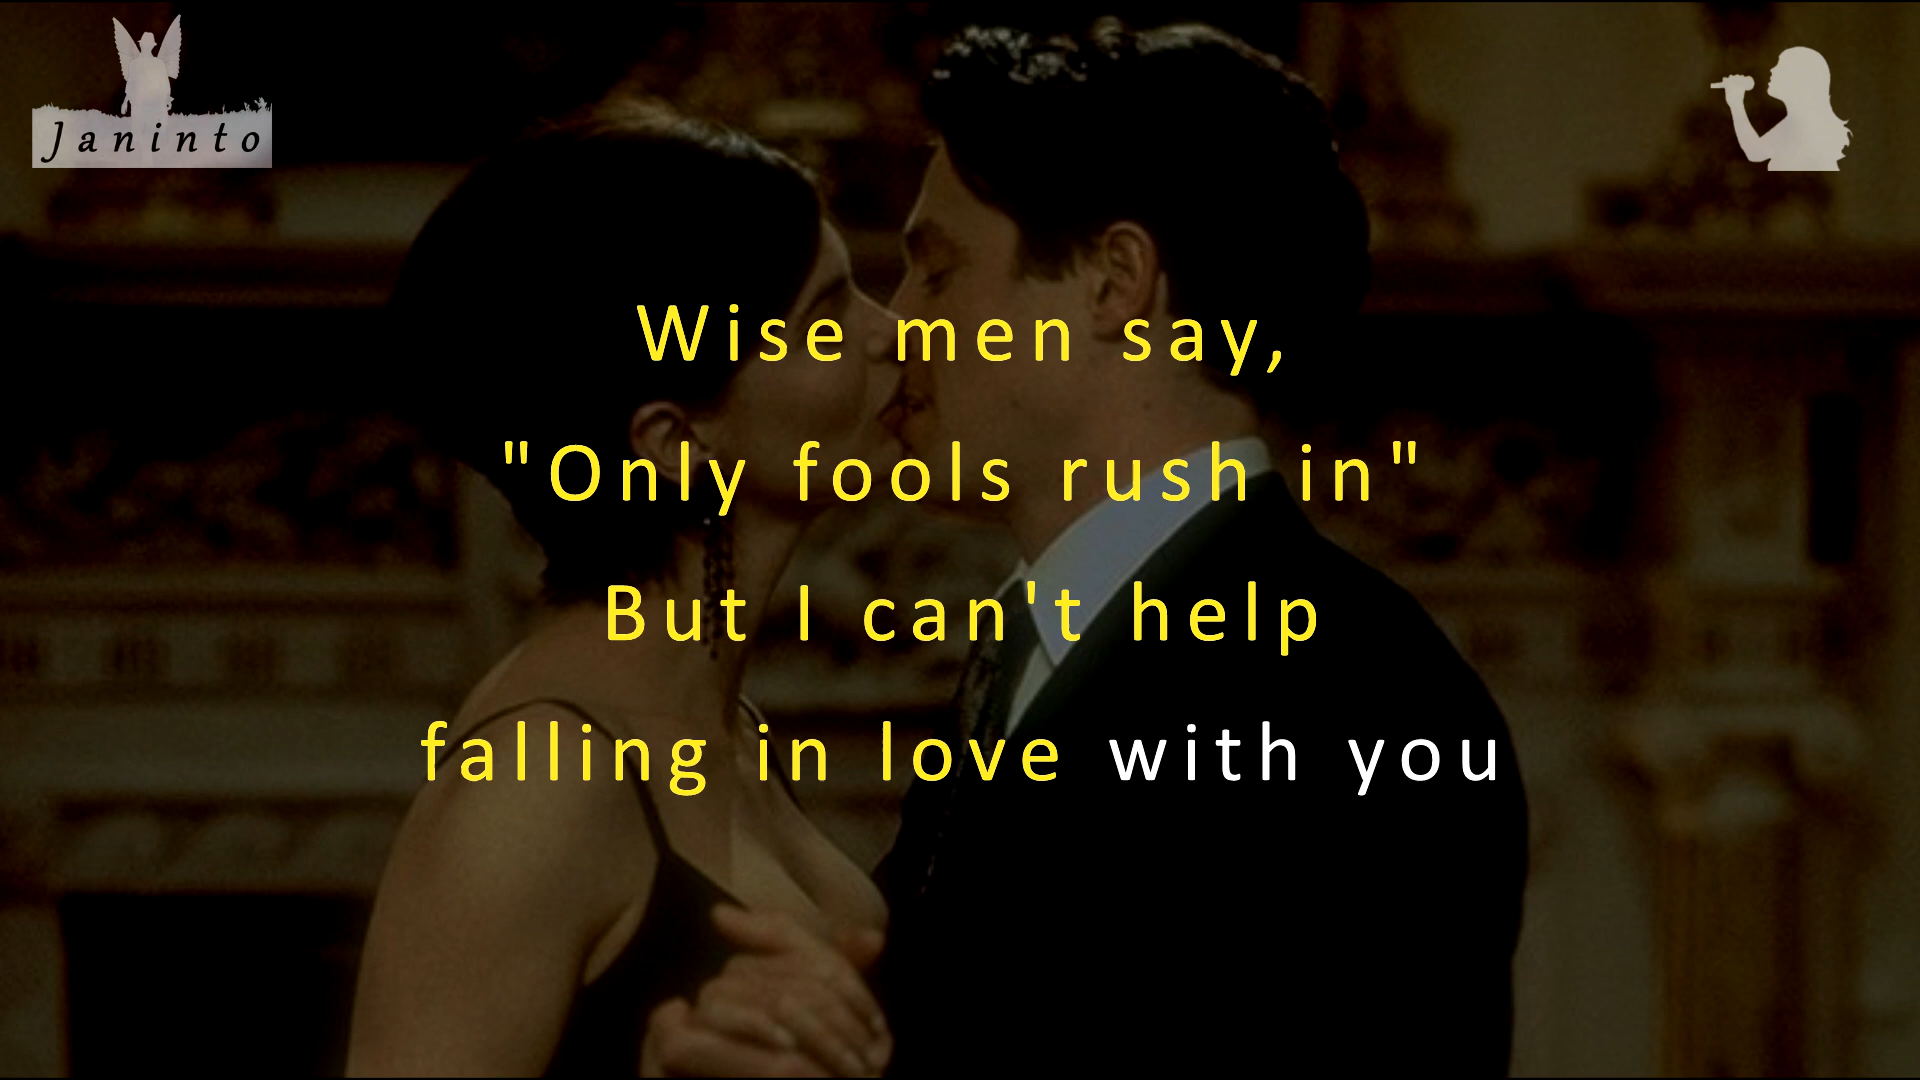 Janinto
Wise men say,
"Only fools rush in"
But I can't help
falling in love with you